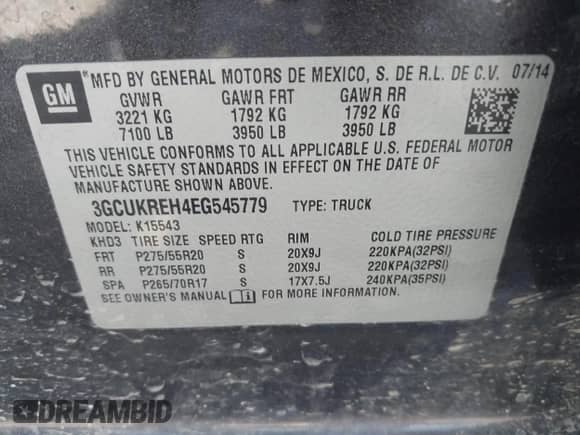 GM ®MFD BY GENERAL MOTORS DE MEXICO, S. DE R.L. DE C.V. 07/14
GVWR GAWR FRT GAWR RR
3221 KG 1792 KG 1792 KG
7100 LB 3950 LB 3950 LB
THIS VEHICLE CONFORMS TO ALL APPLICABLE U.S. FEDERAL MOTOR
VEHICLE SAFETY STANDARDS IN EFFECT ON THE DATE OF
MANUFACTURE SHOWN ABOVE.
3GCUKREH4EG545779 TYPE: TRUCK
MODEL: K15543
KHD3 TIRE SIZE SPEED RTG RIM COLD TIRE PRESSURE
FRT P275/55R20 S 20X9J 220KPA(32PSI)
RR P275/55R20 S 20X9J 220KPA(32PSI)
SPA P265/70R17 S 17X7.5J 240KPA(35PSI)
SEE OWNER'S MANUAL FOR MORE INFORMATION.
DREAMBID